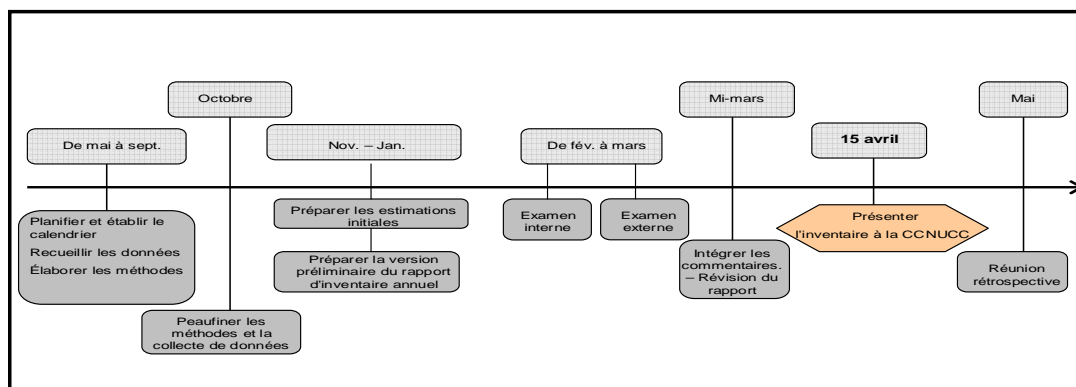 Octobre
Mi-mars
Mai
De mai à sept.
Nov. – Jan.
De fév. à mars
15 avril
Planifier et établir le
calendrier
Recueillir les données
Élaborer les méthodes
Peaufiner les
méthodes et la
collecte de données
Préparer les estimations
initiales
Préparer la version
préliminaire du rapport
d'inventaire annuel
Examen
interne
Examen
externe
Intégrer les
commentaires.
– Révision du
rapport
Présenter
l'inventaire à la CCNUCC
Réunion
rétrospective